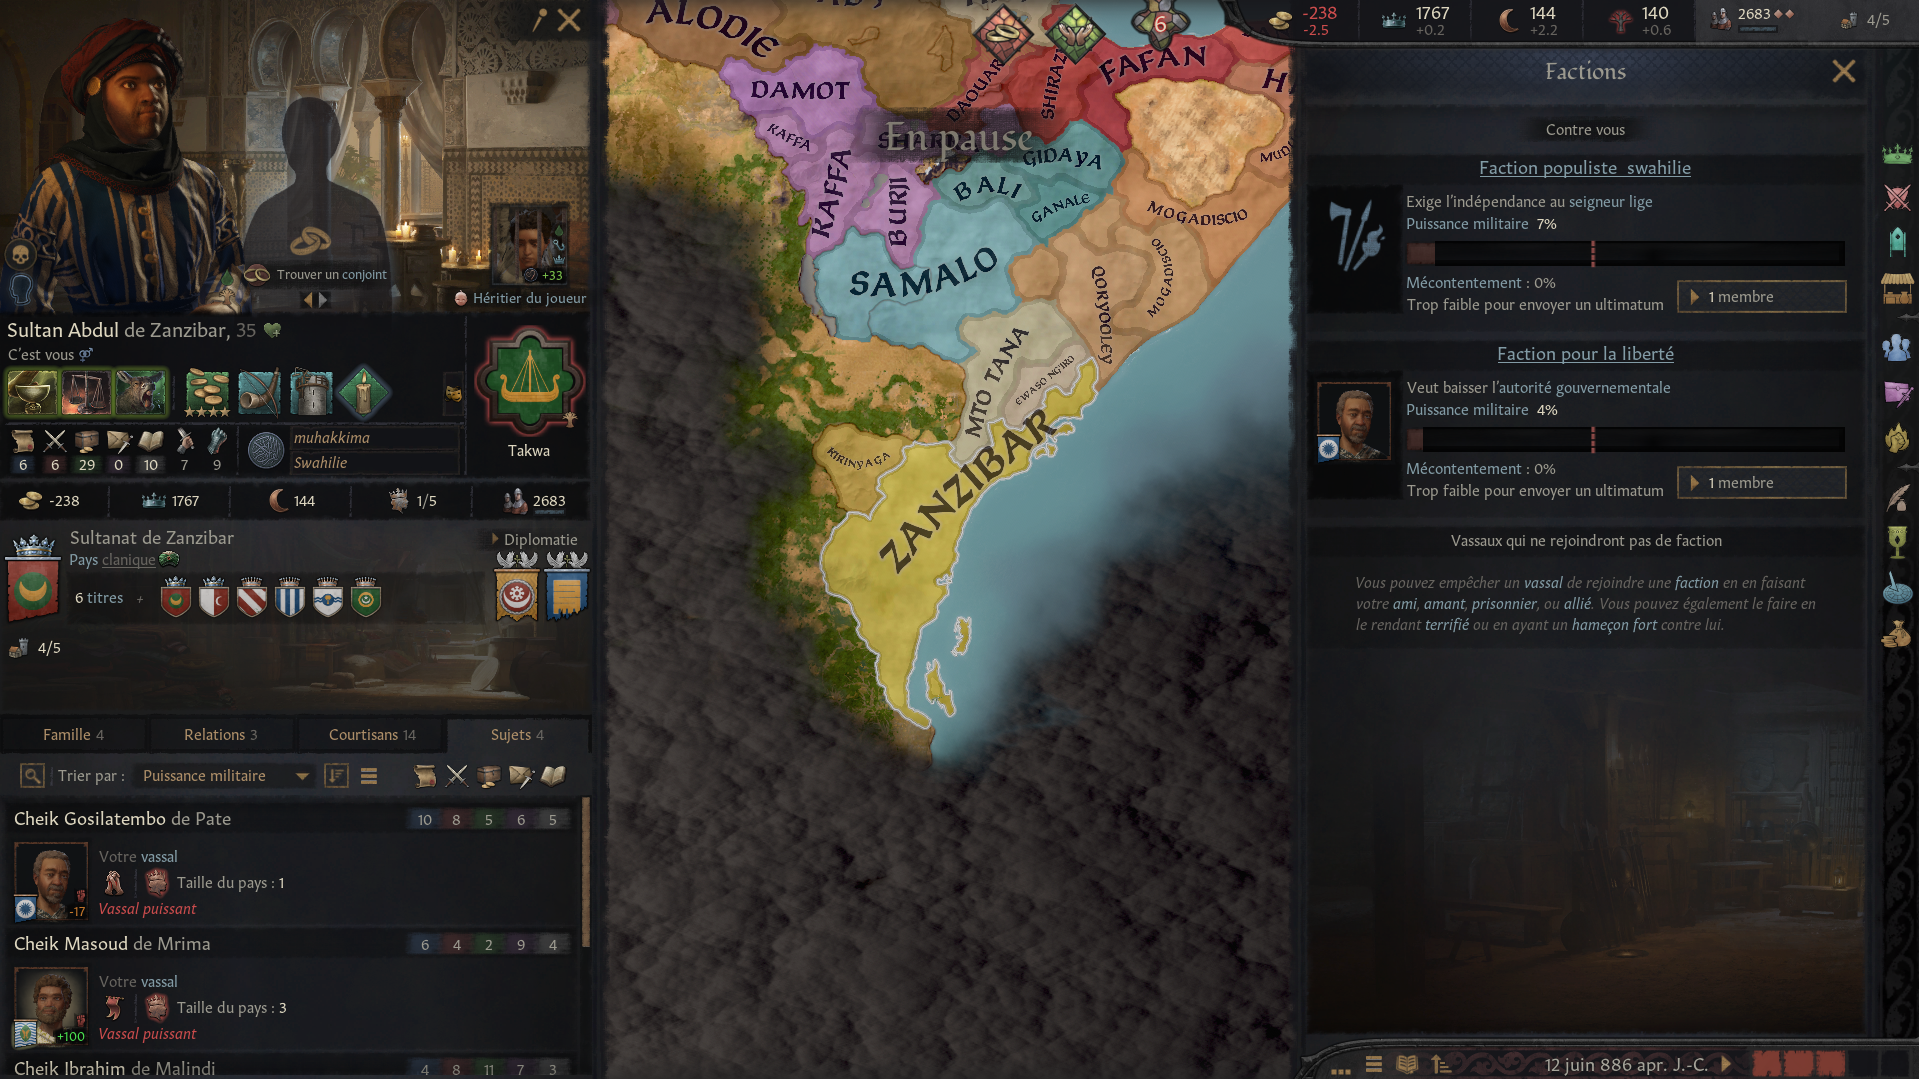 -238
-2.5
1767
+0.2
144
+2.2
140
+0.6
2683
4/5
6
+33
Trouver un conjoint
Héritier du joueur
Sultan Abdul de Zanzibar, 35
C'est vous
6 6 29 0 10 7 9
muhakkima
Swahilie
Takwa
-238
1767
144
1/5
2683
Sultanat de Zanzibar
Pays clanique
Diplomatie
6 titres +
4/5
Famille 4
Relations 3
Courtisans 14
Sujets 4
Trier par :
Puissance militaire
Cheik Gosilatembo de Pate
10 8 5 6 5
Votre vassal
Taille du pays : 1
Vassal puissant
-17
Cheik Masoud de Mrima
6 4 2 9 4
Votre vassal
Taille du pays : 3
Vassal puissant
+100
Cheik Ibrahim de Malindi
4 8 11 7 3
ALODIE
DAMOT
KAFFA
KAFFA
BURJI
DAOUAR
SHIRAZI
FAFAN
En pause
GIDAYA
BALI
GANALE
MOGADISCIO
MOGADISCIO
QORYOOLEY
SAMALO
MTO TANA
EWASO NG'IRO
KIRINYAGA
ZANZIBAR
Factions
Contre vous
Faction populiste swahilie
Exige l'indépendance au seigneur lige
Puissance militaire 7%
Mécontentement : 0%
Trop faible pour envoyer un ultimatum
1 membre
Faction pour la liberté
Veut baisser l'autorité gouvernementale
Puissance militaire 4%
Mécontentement : 0%
Trop faible pour envoyer un ultimatum
1 membre
Vassaux qui ne rejoindront pas de faction
Vous pouvez empêcher un vassal de rejoindre une faction en en faisant
votre ami, amant, prisonnier, ou allié. Vous pouvez également le faire en
le rendant terrifié ou en ayant un hameçon fort contre lui.
12 juin 886 apr. J.-C.